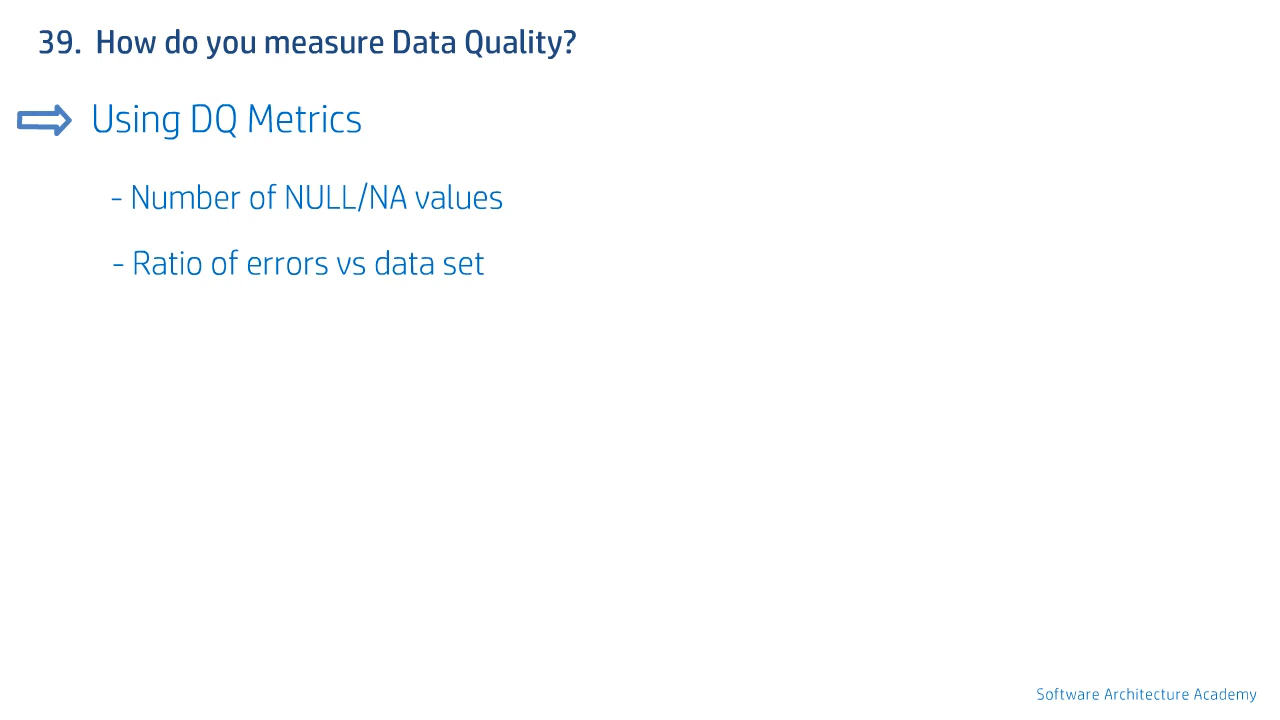 39. How do you measure Data Quality?
Using DQ Metrics
- Number of NULL/NA values
- Ratio of errors vs data set
Software Architecture Academy